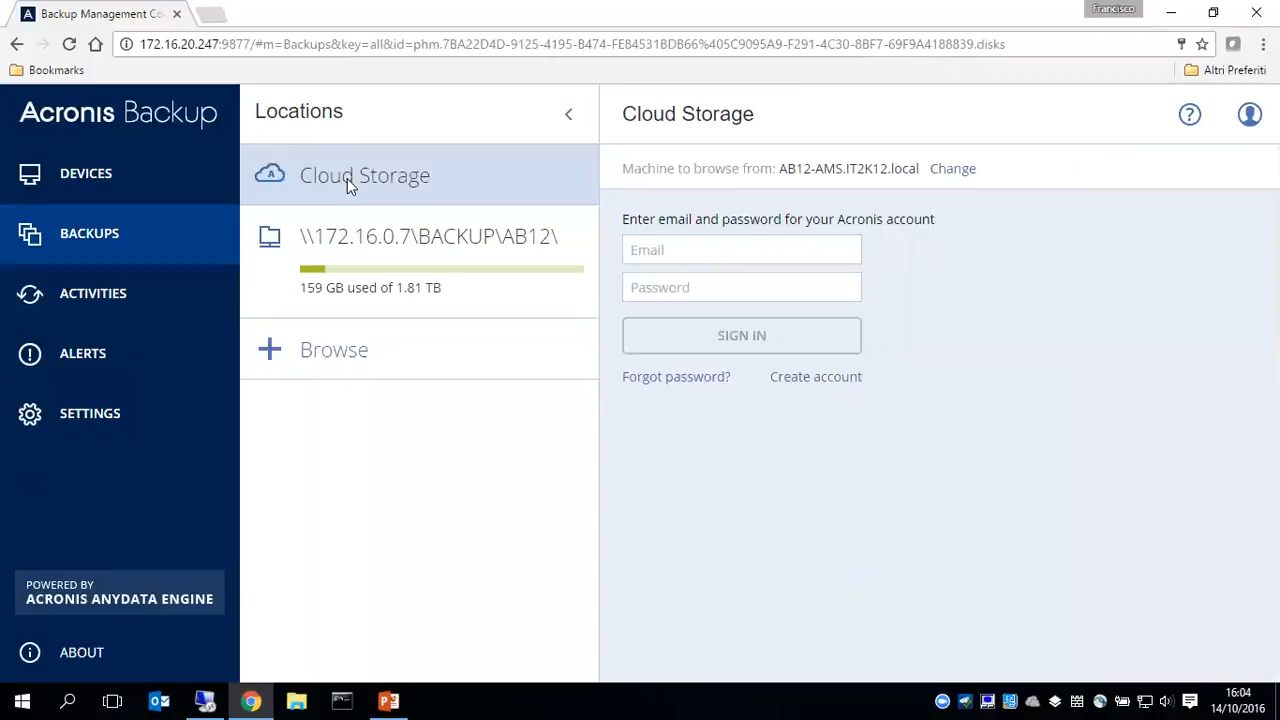 Backup Management Co
Francisco
172.16.20.247:9877/#m=Backups&key=all&id=phm.7BA22D4D-9125-4195-B474-FE84531BDB66%405C9095A9-F291-4C30-8BF7-69F9A4188839.disks
Bookmarks
Altri Preferiti
Acronis Backup
DEVICES
BACKUPS
ACTIVITIES
ALERTS
SETTINGS
POWERED BY
ACRONIS ANYDATA ENGINE
ABOUT
Locations
Cloud Storage
\\172.16.0.7\BACKUP\AB12\
159 GB used of 1.81 TB
Browse
Cloud Storage
Machine to browse from: AB12-AMS.IT2K12.local Change
Enter email and password for your Acronis account
Email
Password
SIGN IN
Forgot password? Create account
16:04
14/10/2016